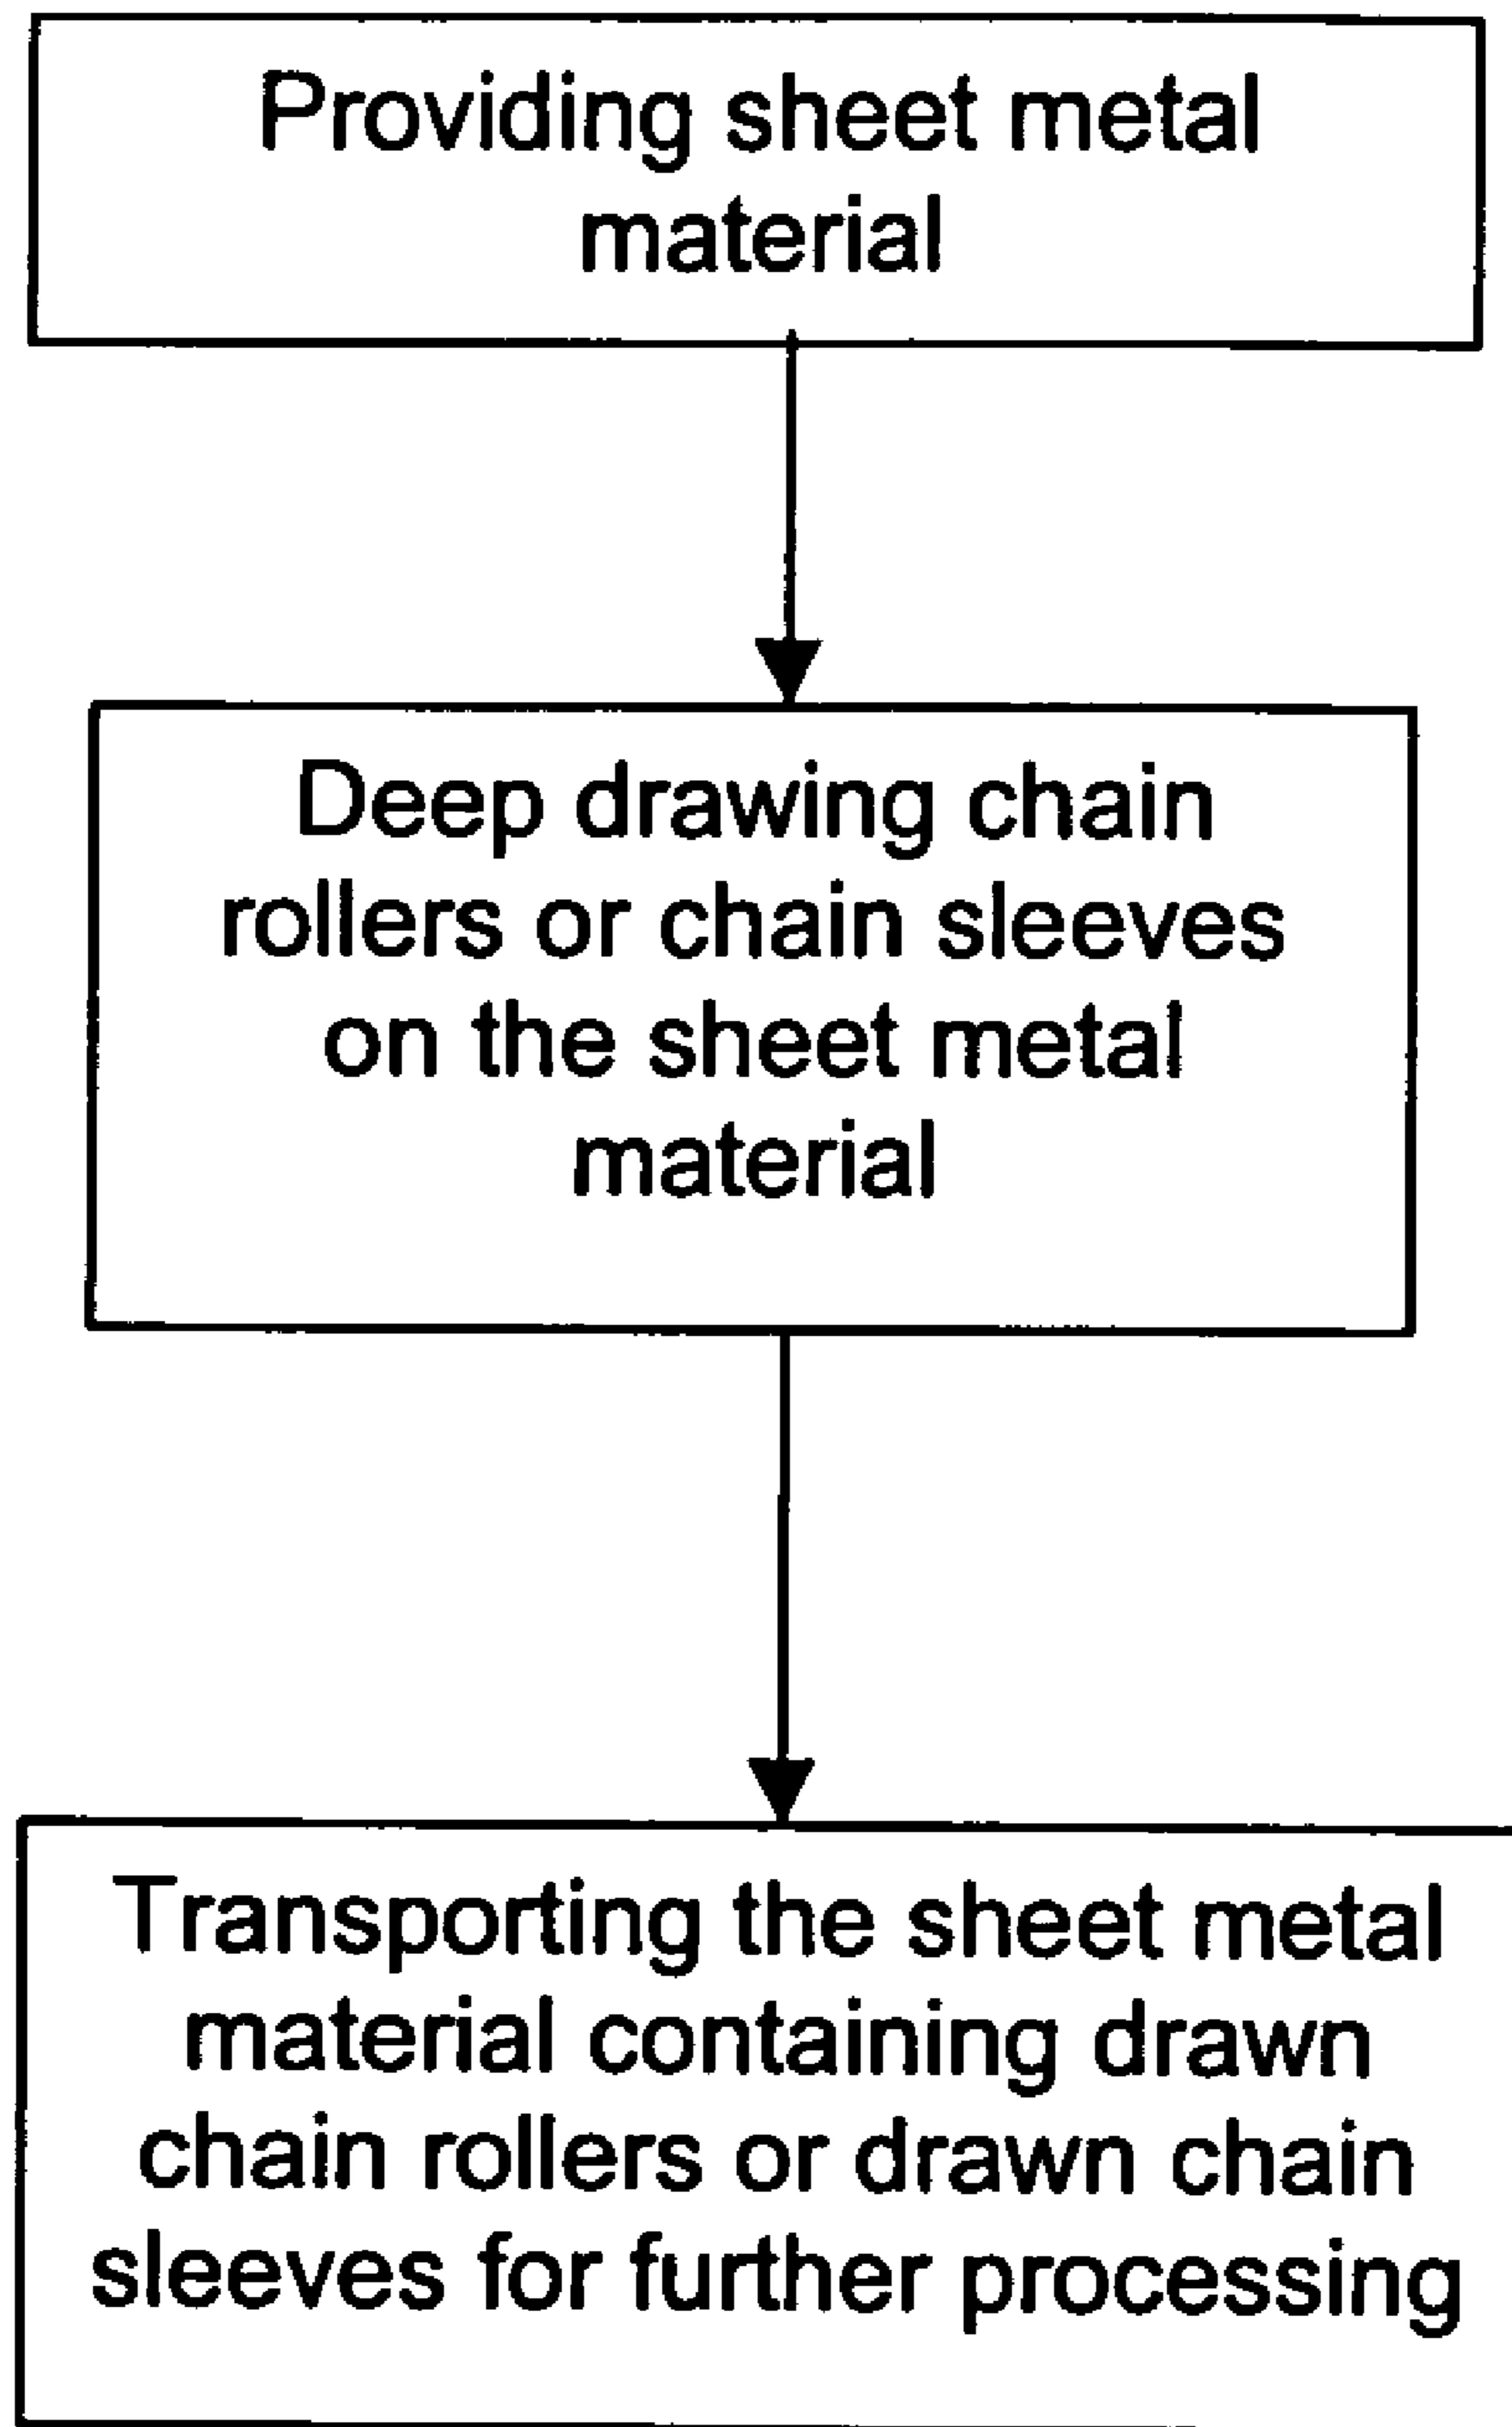 Providing sheet metal
material
Deep drawing chain
rollers or chain sleeves
on the sheet metal
material
Transporting the sheet metal
material containing drawn
chain rollers or drawn chain
sleeves for further processing